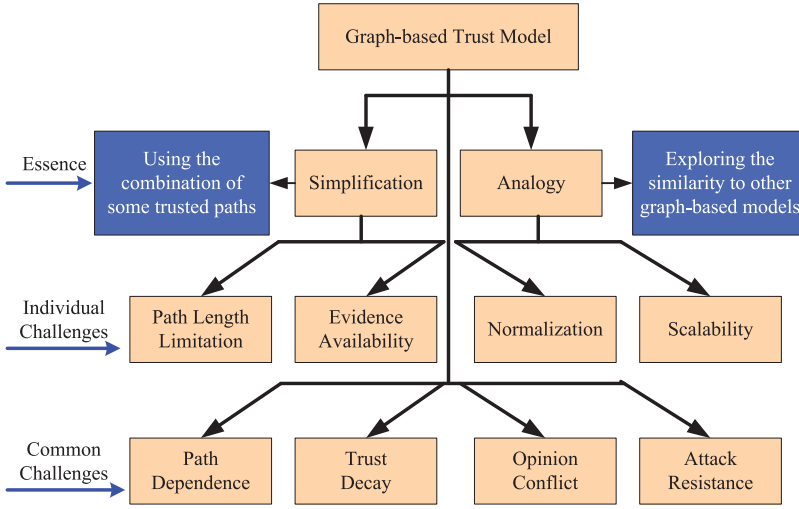 Graph-based Trust Model
Essence
Using the
combination of
some trusted paths
Simplification
Analogy
Exploring the
similarity to other
graph-based models
Individual
Challenges
Path Length
Limitation
Evidence
Availability
Normalization
Scalability
Common
Challenges
Path
Dependence
Trust
Decay
Opinion
Conflict
Attack
Resistance